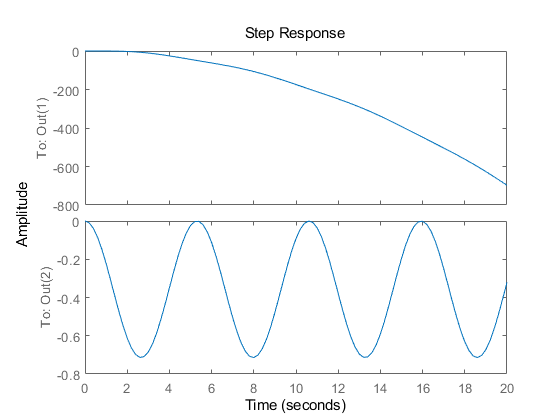 Step Response
Amplitude
To: Out(1)
0
-200
-400
-600
-800
To: Out(2)
0
-0.2
-0.4
-0.6
-0.8
0 2 4 6 8 10 12 14 16 18 20
Time (seconds)